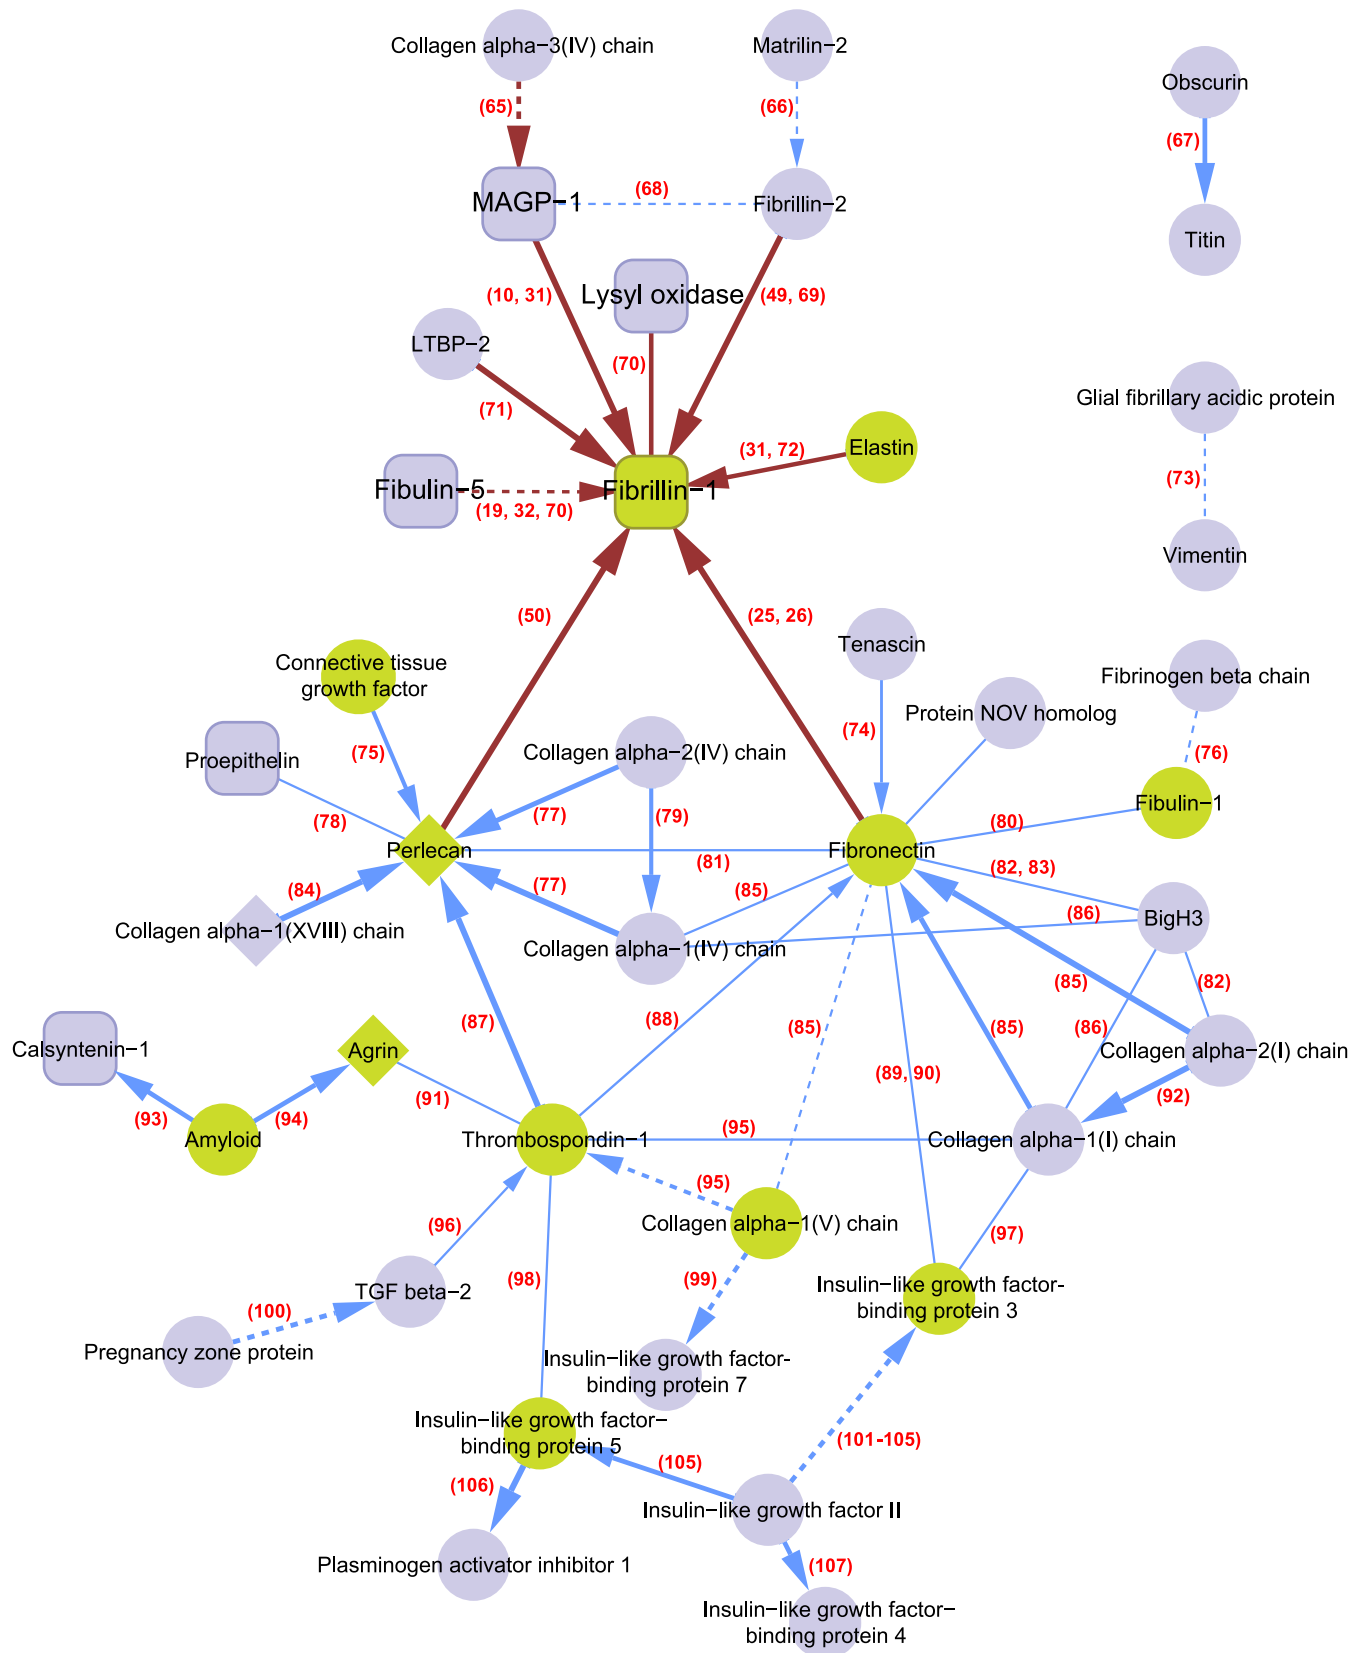 Collagen alpha−3(IV) chain
Matrilin−2
Obscurin
(65)
(66)
(67)
MAGP−1
(68)
Fibrillin−2
Titin
(10, 31)
Lysyl oxidase
(49, 69)
LTBP−2
(70)
(71)
Glial fibrillary acidic protein
Elastin
(31, 72)
Fibulin−5
Fibrillin−1
(73)
(19, 32, 70)
Vimentin
(50)
(25, 26)
Tenascin
Connective tissue
growth factor
Fibrinogen beta chain
Protein NOV homolog
(74)
(75)
Proepithelin
Collagen alpha−2(IV) chain
(76)
Fibulin−1
(78)
(77)
(79)
(80)
Perlecan
Fibronectin
(81)
(82, 83)
(84)
(77)
(85)
(86)
BigH3
Collagen alpha−1(XVIII) chain
Collagen alpha−1(IV) chain
(85)
(82)
(87)
(88)
(85)
(85)
(86)
Calsyntenin−1
Agrin
Collagen alpha−2(I) chain
(89, 90)
(91)
(92)
(93)
(94)
Amyloid
Thrombospondin−1
(95)
Collagen alpha−1(I) chain
(95)
(96)
Collagen alpha−1(V) chain
(97)
(98)
(99)
TGF beta−2
Insulin−like growth factor-
binding protein 3
(100)
Pregnancy zone protein
Insulin−like growth factor-
binding protein 7
Insulin−like growth factor−
binding protein 5
(101-105)
(105)
(106)
Insulin−like growth factor II
Plasminogen activator inhibitor 1
(107)
Insulin−like growth factor−
binding protein 4